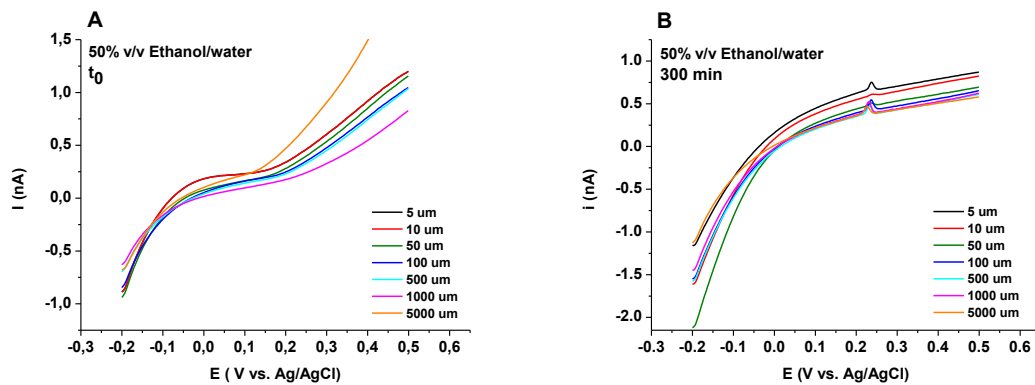 A
50% v/v Ethanol/water
t0
1,5
1,0
0,5
0,0
-0,5
-1,0
I (nA)
5 um
10 um
50 um
100 um
500 um
1000 um
5000 um
-0,3 -0,2 -0,1 0,0 0,1 0,2 0,3 0,4 0,5 0,6
E ( V vs. Ag/AgCl)
B
50% v/v Ethanol/water
300 min
1.0
0.5
0.0
-0.5
-1.0
-1.5
-2.0
i (nA)
5 um
10 um
50 um
100 um
500 um
1000 um
5000 um
-0.3 -0.2 -0.1 0.0 0.1 0.2 0.3 0.4 0.5 0.6
E (V vs. Ag/AgCl)